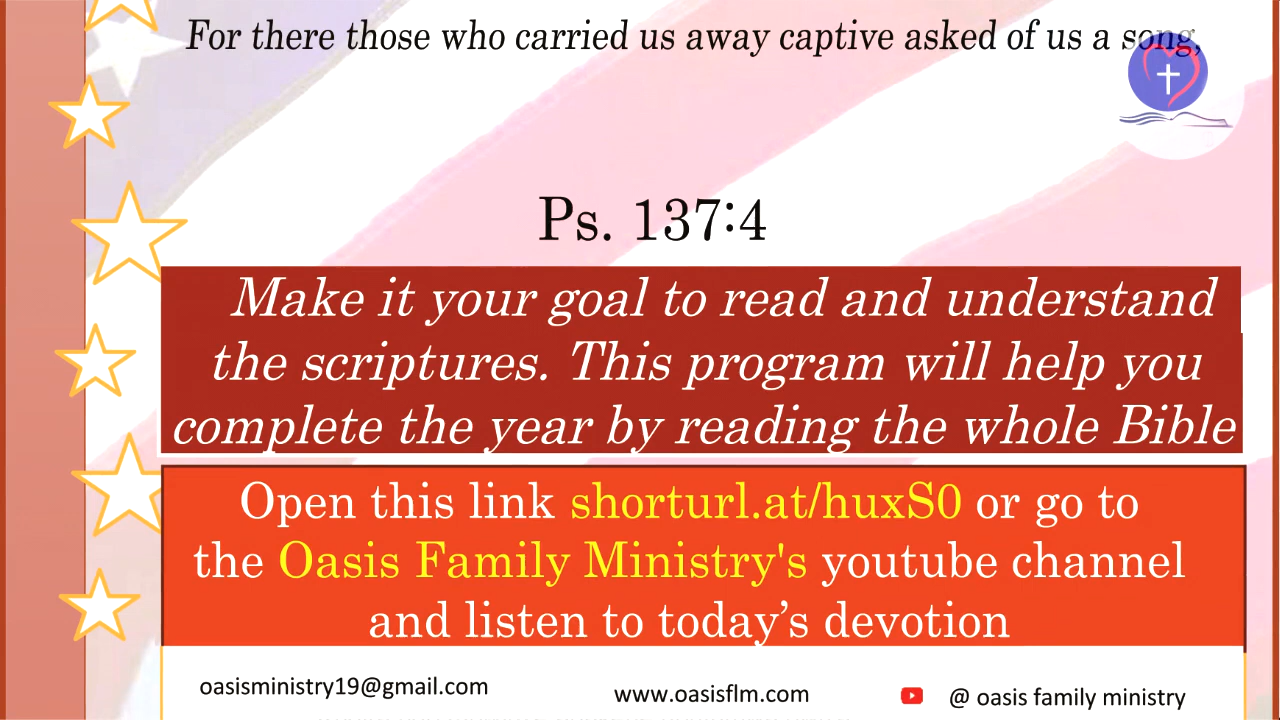 For there those who carried us away captive asked of us a song,
Ps. 137:4
Make it your goal to read and understand
the scriptures. This program will help you
complete the year by reading the whole Bible
Open this link shorturl.at/huxS0 or go to
the Oasis Family Ministry's youtube channel
and listen to today’s devotion
oasisministry19@gmail.com
www.oasisflm.com
@ oasis family ministry